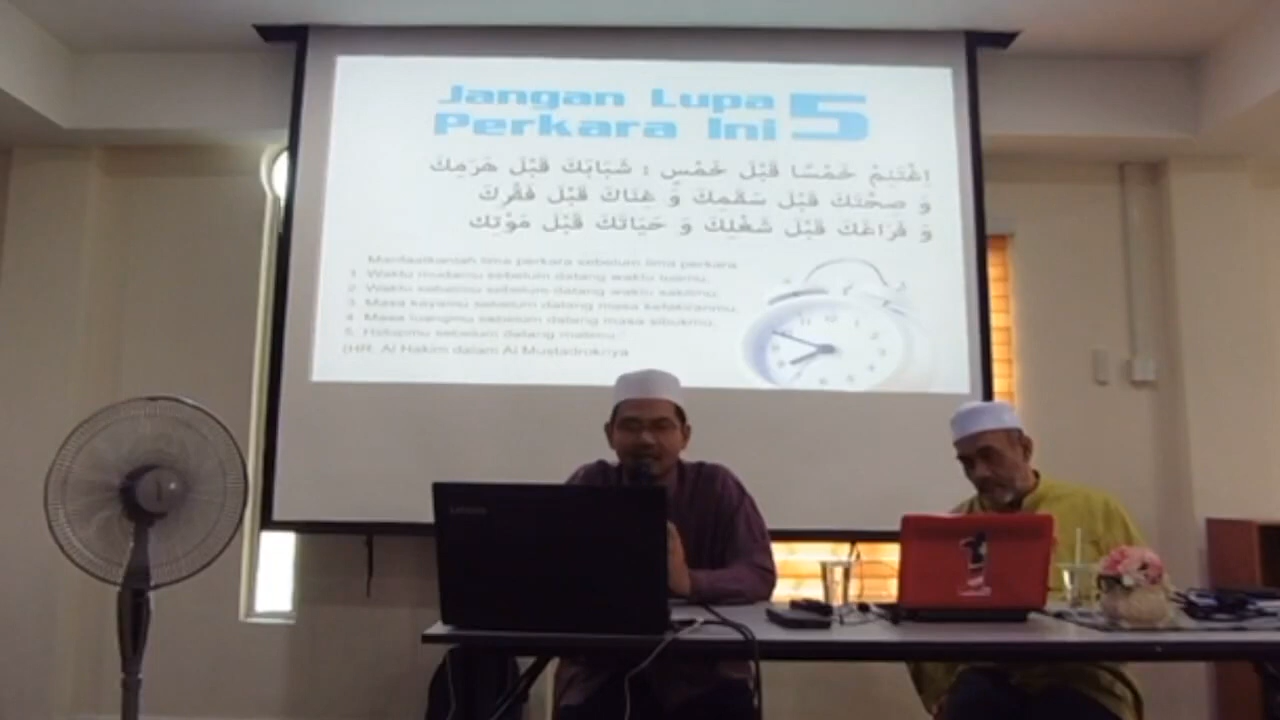 Jangan Lupa
Perkara Ini 5
اِغْتَنِمْ خَمْسًا قَبْلَ خَمْسٍ : شَبَابَكَ قَبْلَ هَرَمِكَ
وَ صِحَّتَكَ قَبْلَ سَقَمِكَ وَ غِنَاكَ قَبْلَ فَقْرِكَ
وَ فَرَاغَكَ قَبْلَ شَغْلِكَ وَ حَيَاتَكَ قَبْلَ مَوْتِكَ
Manfaatkanlah lima perkara sebelum lima perkara
1. Waktu mudamu sebelum datang waktu tuamu,
2. Waktu sehatmu sebelum datang waktu sakitmu,
3. Masa kayamu sebelum datang masa kefakiranmu,
4. Masa luangmu sebelum datang masa sibukmu,
5. Hidupmu sebelum datang matimu.
(HR. Al Hakim dalam Al Mustadroknya
Lenovo
1